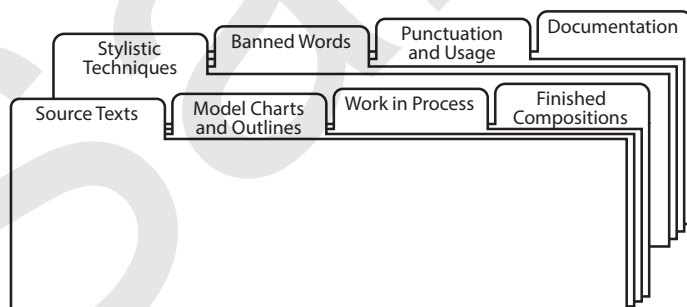 Stylistic
Techniques
Banned Words
Punctuation
and Usage
Documentation
Source Texts
Model Charts
and Outlines
Work in Process
Finished
Compositions